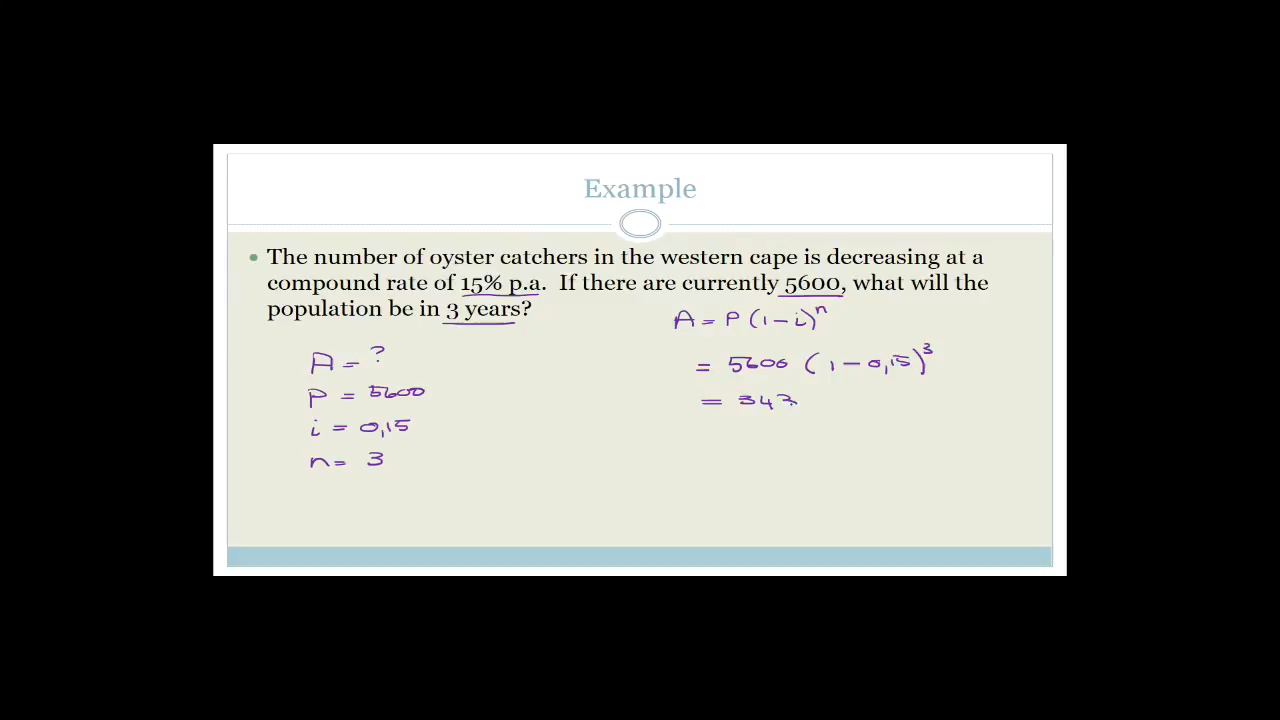 Example
The number of oyster catchers in the western cape is decreasing at a
compound rate of 15% p.a. If there are currently 5600, what will the
population be in 3 years?
A = P(1-i)^n
= 5600 (1-0,15)^3
= 343
A = ?
P = 5600
i = 0,15
n = 3